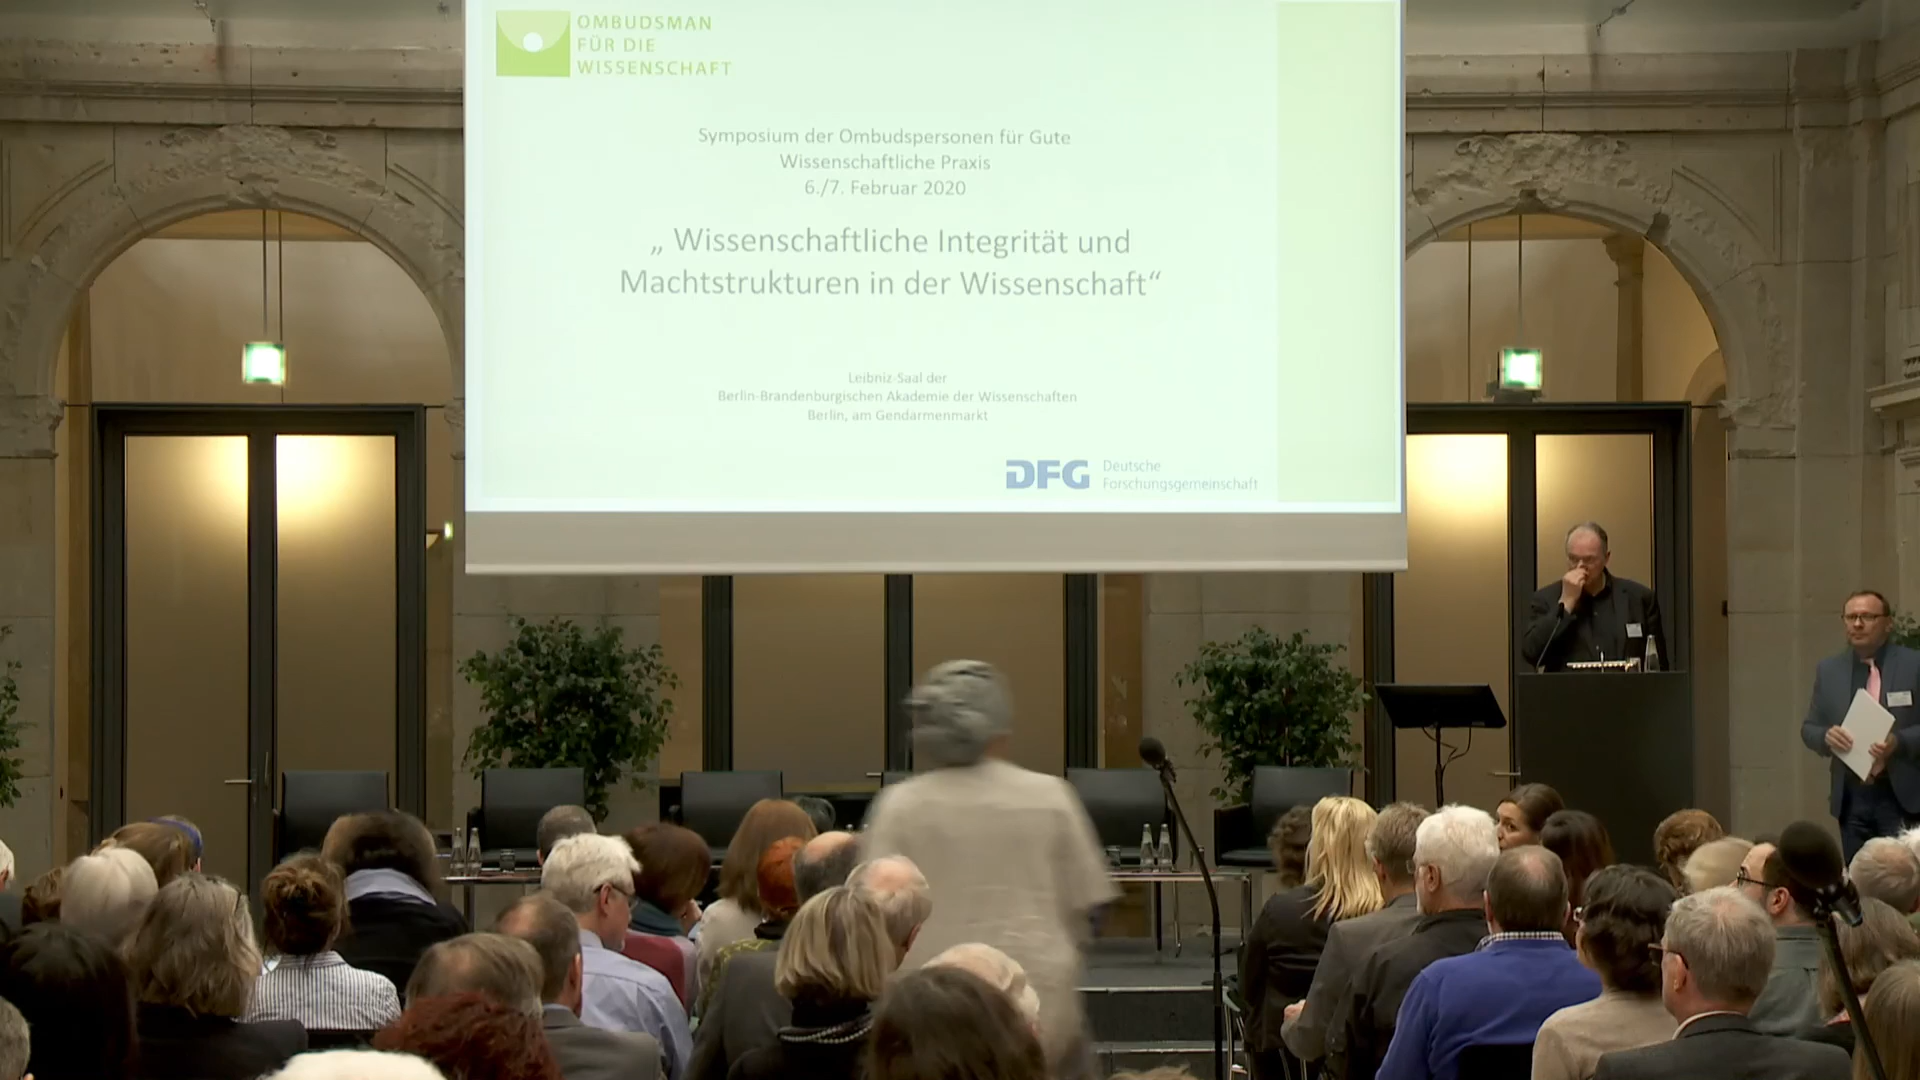 OMBUDSMAN
FÜR DIE
WISSENSCHAFT
Symposium der Ombudspersonen für Gute
Wissenschaftliche Praxis
6./7. Februar 2020
„ Wissenschaftliche Integrität und
Machtstrukturen in der Wissenschaft“
Leibniz-Saal der
Berlin-Brandenburgischen Akademie der Wissenschaften
Berlin, am Gendarmenmarkt
DFG Deutsche
Forschungsgemeinschaft